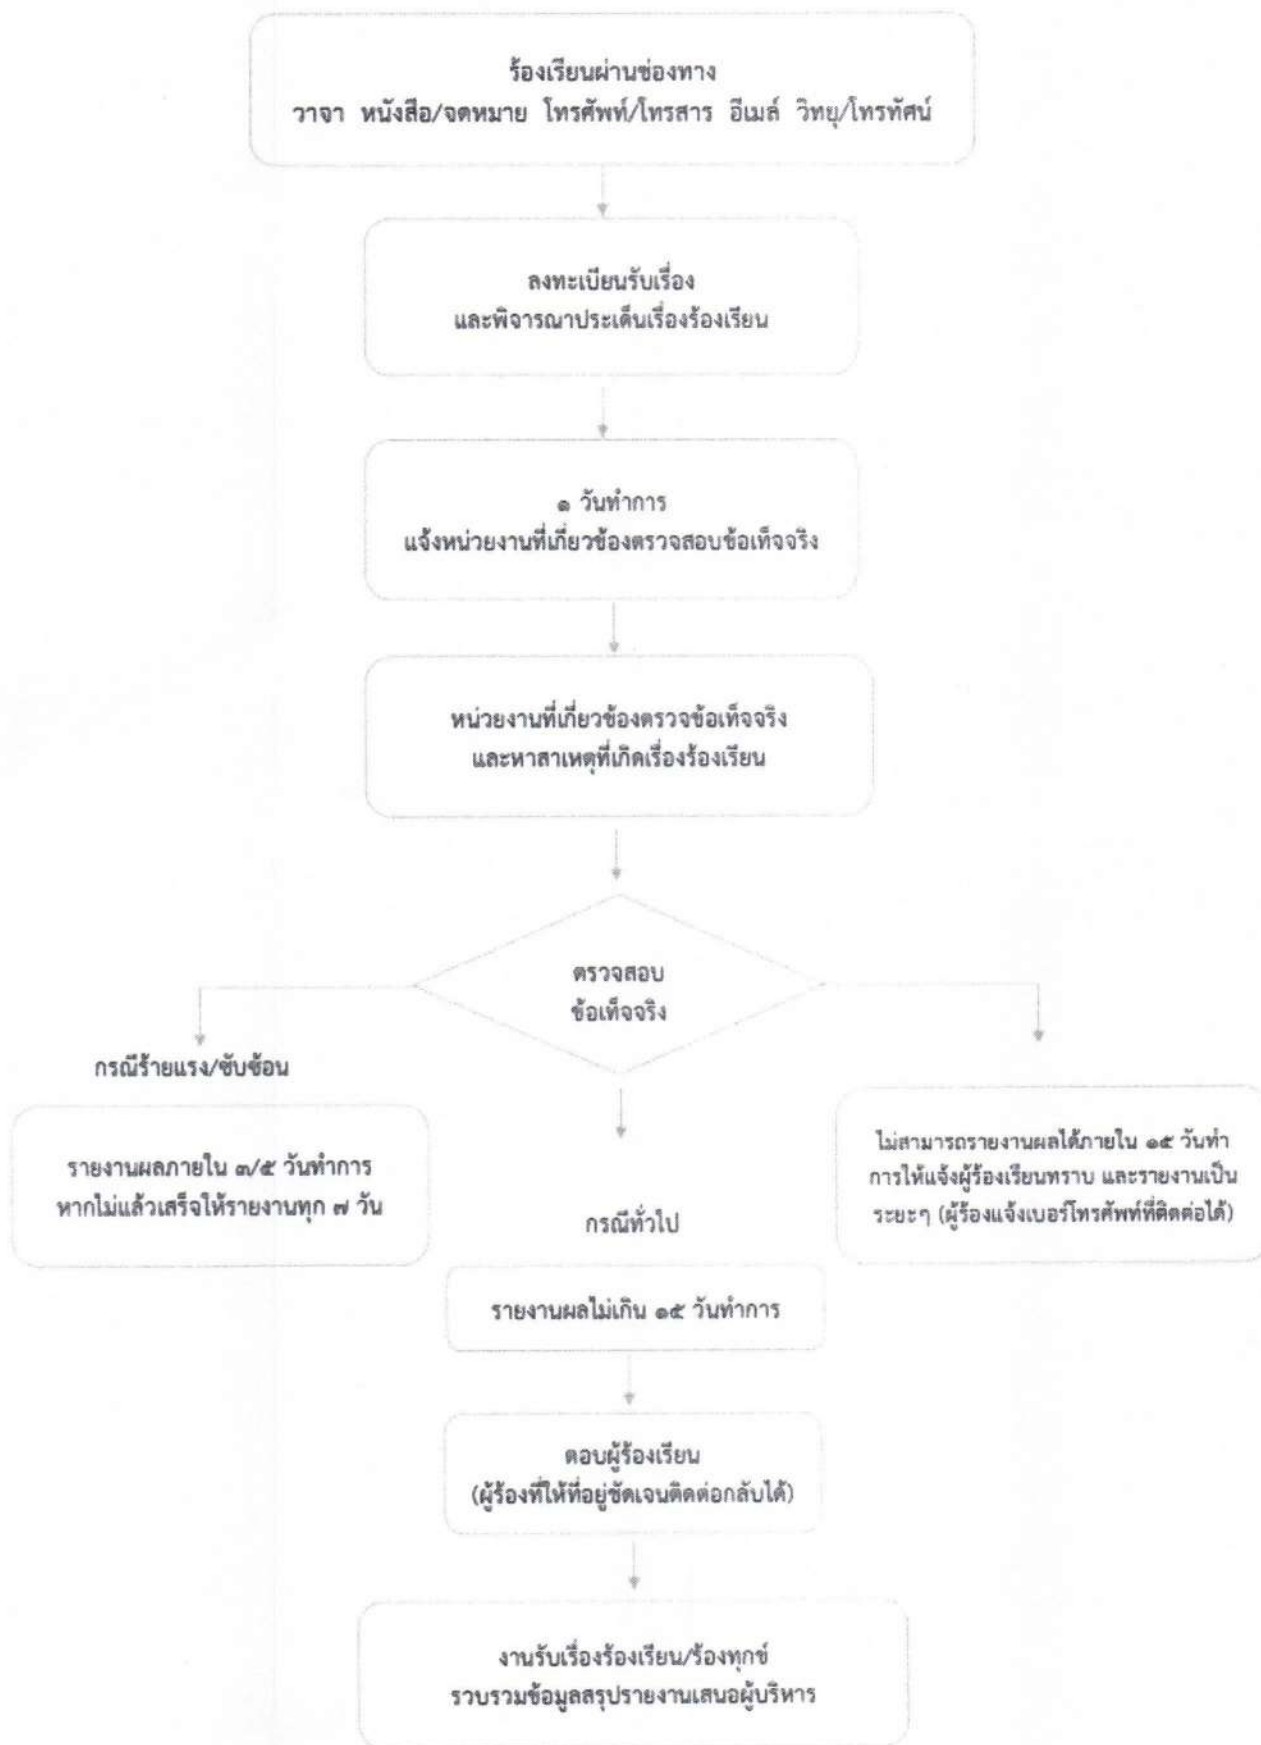 ร้องเรียนผ่านช่องทาง
วาจา หนังสือ/จดหมาย โทรศัพท์/โทรสาร อีเมล์ วิทยุ/โทรทัศน์
ลงทะเบียนรับเรื่อง
และพิจารณาประเด็นเรื่องร้องเรียน
๑ วันทำการ
แจ้งหน่วยงานที่เกี่ยวข้องตรวจสอบข้อเท็จจริง
หน่วยงานที่เกี่ยวข้องตรวจข้อเท็จจริง
และหาสาเหตุที่เกิดเรื่องร้องเรียน
ตรวจสอบ
ข้อเท็จจริง
กรณีร้ายแรง/ซับซ้อน
รายงานผลภายใน ๓/๕ วันทำการ
หากไม่แล้วเสร็จให้รายงานทุก ๗ วัน
ไม่สามารถรายงานผลได้ภายใน ๑๕ วันทำ
การให้แจ้งผู้ร้องเรียนทราบ และรายงานเป็น
ระยะๆ (ผู้ร้องแจ้งเบอร์โทรศัพท์ที่ติดต่อได้)
กรณีทั่วไป
รายงานผลไม่เกิน ๑๕ วันทำการ
ตอบผู้ร้องเรียน
(ผู้ร้องที่ให้ที่อยู่ชัดเจนติดต่อกลับได้)
งานรับเรื่องร้องเรียน/ร้องทุกข์
รวบรวมข้อมูลสรุปรายงานเสนอผู้บริหาร